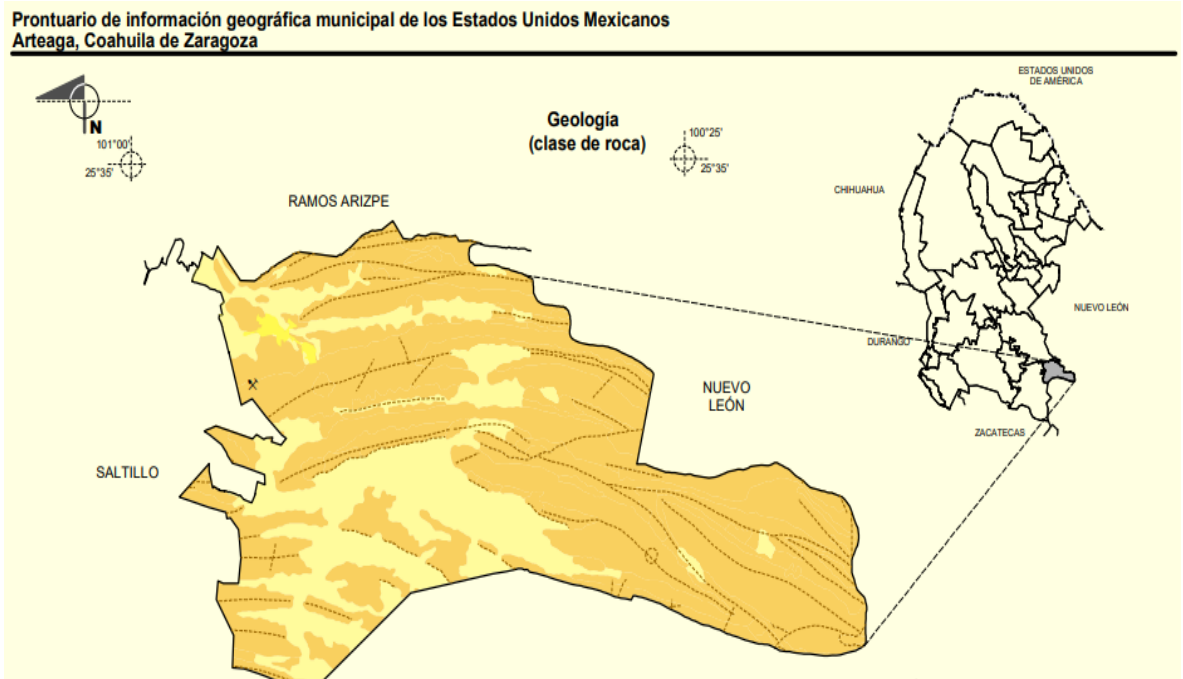 Prontuario de información geográfica municipal de los Estados Unidos Mexicanos
Arteaga, Coahuila de Zaragoza
ESTADOS UNIDOS
DE AMÉRICA
N
Geología
(clase de roca)
101°00'
25°35'
100°25'
25°35'
CHIHUAHUA
RAMOS ARIZPE
NUEVO LEÓN
DURANGO
NUEVO
LEÓN
ZACATECAS
SALTILLO